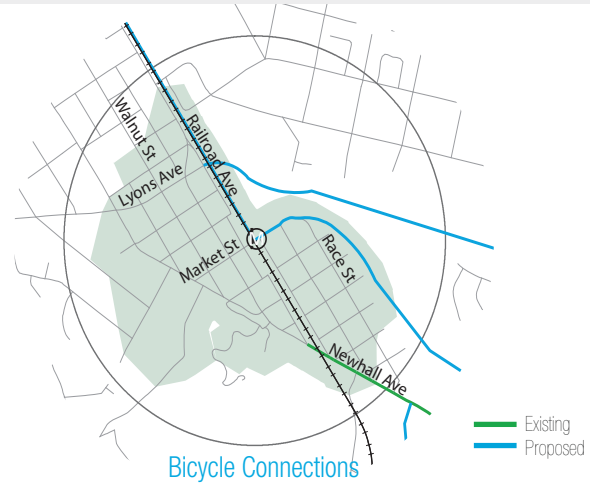 Walnut St
Railroad Ave
Lyons Ave
Market St
Race St
Newhall Ave
Existing
Proposed
Bicycle Connections